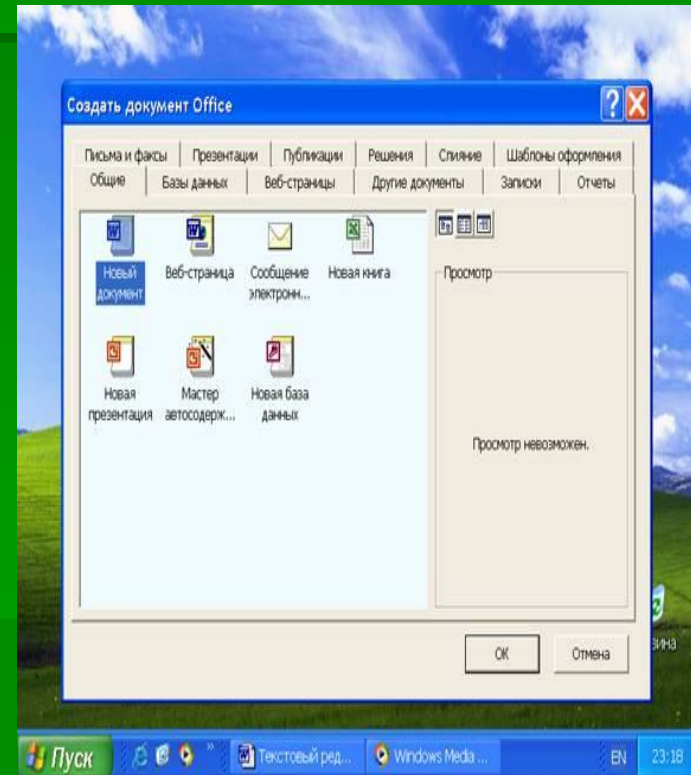 Создать документ Office
Письма и факсы Презентации Публикации Решения Слияние Шаблоны оформления
Общие Базы данных Веб-страницы Другие документы Записки Отчеты
Новый документ
Веб-страница
Сообщение электронн...
Новая книга
Новая презентация
Мастер автосодерж...
Новая база данных
Просмотр
Просмотр невозможен.
ОК Отмена
зина
Пуск Текстовый ред... Windows Media ... EN 23:18